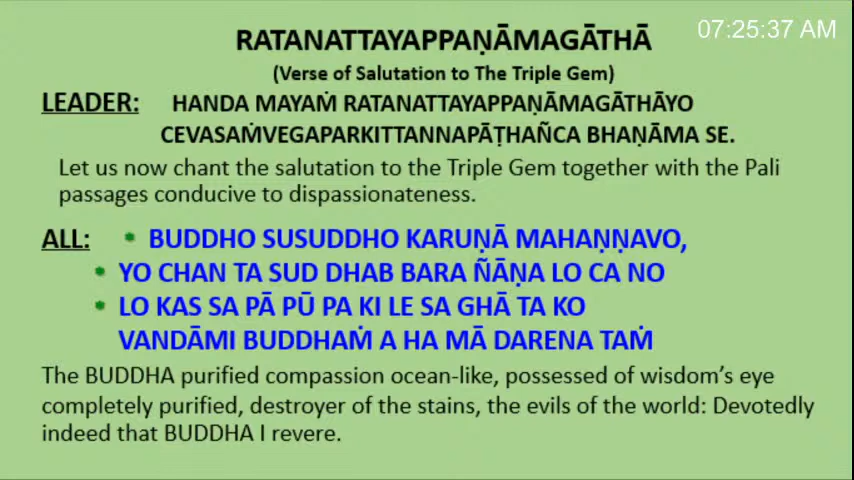 07:25:37 AM
RATANATTAYAPPAṆĀMAGĀTHĀ
(Verse of Salutation to The Triple Gem)
LEADER: HANDA MAYAṀ RATANATTAYAPPAṆĀMAGĀTHĀYO
CEVASAṀVEGAPARKITTANNAPĀṬHAÑCA BHAṆĀMA SE.
Let us now chant the salutation to the Triple Gem together with the Pali
passages conducive to dispassionateness.
ALL: • BUDDHO SUSUDDHO KARUṆĀ MAHAṆṆAVO,
• YO CHAN TA SUD DHAB BARA ÑĀṆA LO CA NO
• LO KAS SA PĀ PŪ PA KI LE SA GHĀ TA KO
VANDĀMI BUDDHAṀ A HA MĀ DARENA TAṀ
The BUDDHA purified compassion ocean-like, possessed of wisdom's eye
completely purified, destroyer of the stains, the evils of the world: Devotedly
indeed that BUDDHA I revere.